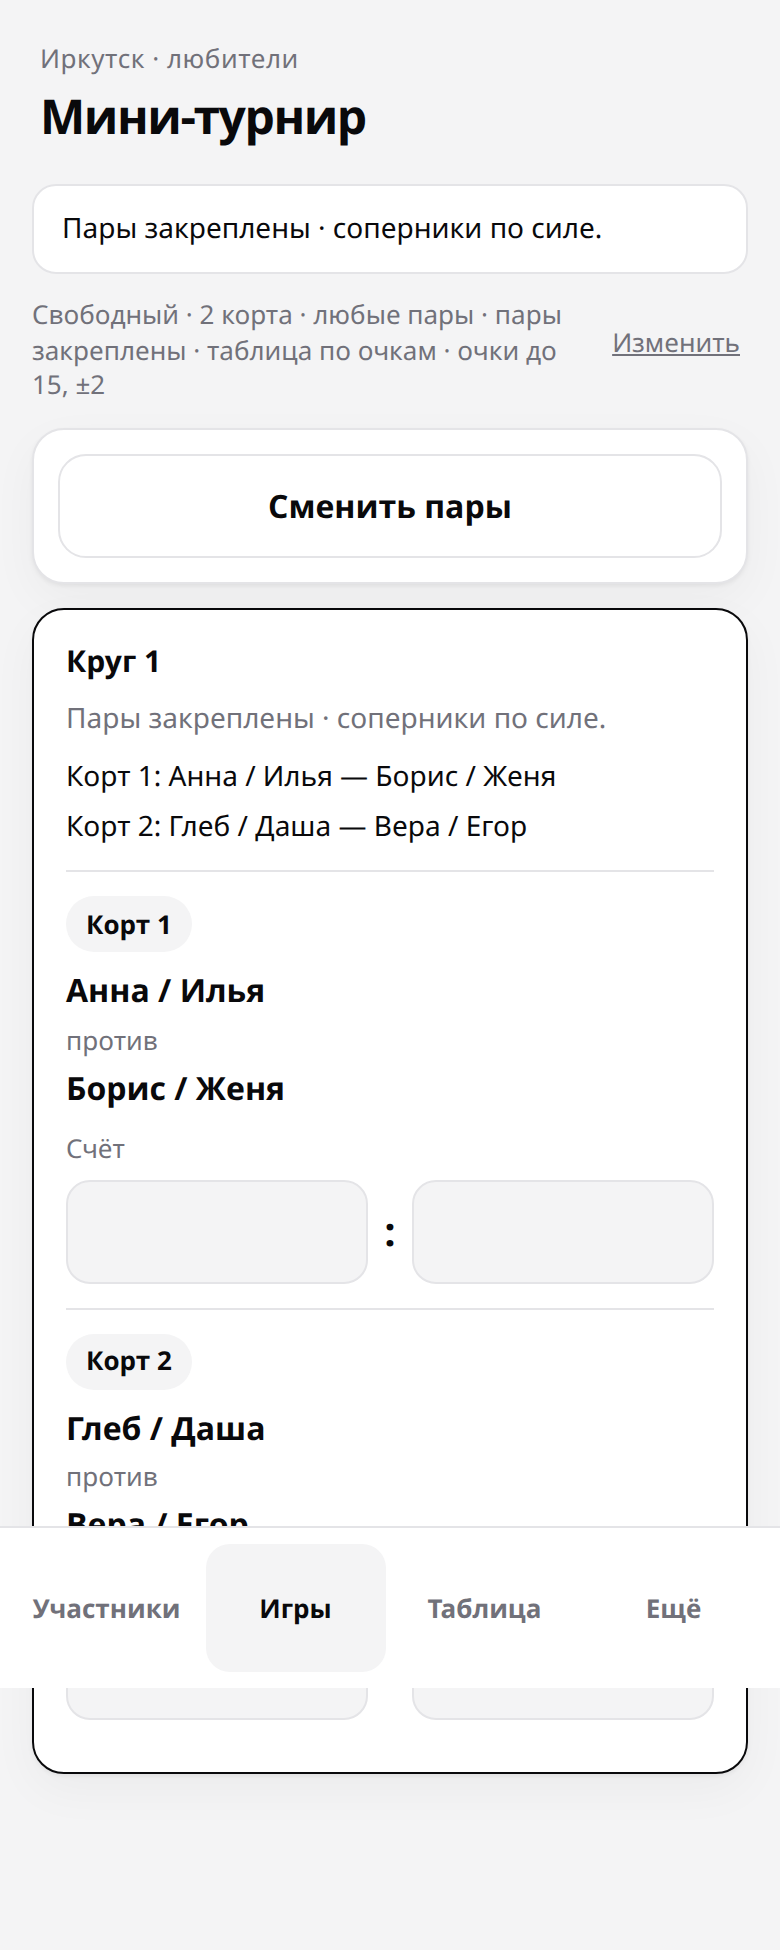 Иркутск · любители
Мини-турнир
Пары закреплены · соперники по силе.
Свободный · 2 корта · любые пары · пары
закреплены · таблица по очкам · очки до
15, ±2
Изменить
Сменить пары
Круг 1
Пары закреплены · соперники по силе.
Корт 1: Анна / Илья — Борис / Женя
Корт 2: Глеб / Даша — Вера / Егор
Корт 1
Анна / Илья
против
Борис / Женя
Счёт
:
Корт 2
Глеб / Даша
против
Вера / Егор
Участники
Игры
Таблица
Ещё